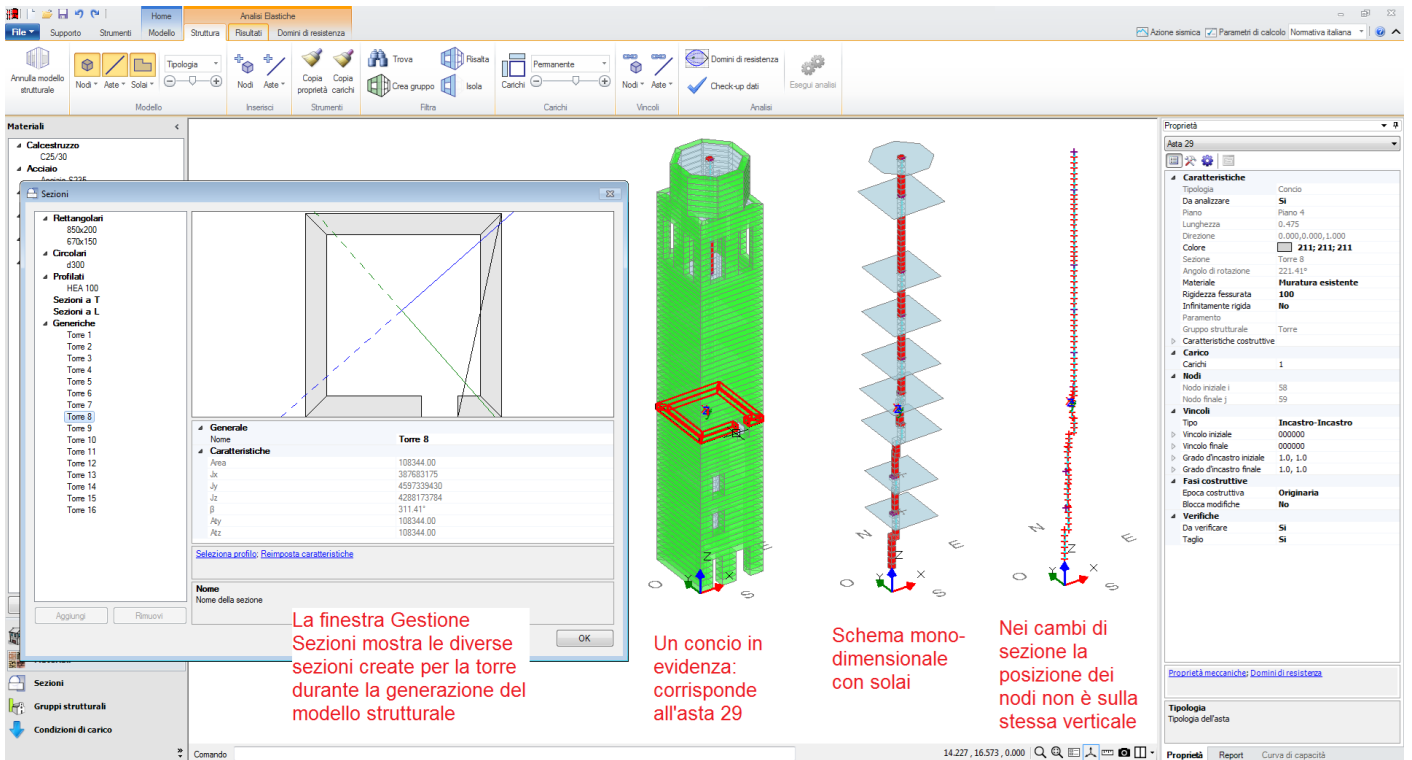 Home
Analisi Elastiche
File
Supporto
Strumenti
Modello
Struttura
Risultati
Domini di resistenza
Azione sismica
Parametri di calcolo
Normativa italiana
Annulla modello
strutturale
Nodi
Aste
Solai
Tipologia
Modello
Nodi
Aste
Inserisci
Copia
proprietà
Copia
carichi
Strumenti
Trova
Crea gruppo
Risalta
Isola
Filtra
Carichi
Permanente
Carichi
Nodi
Aste
Vincoli
Domini di resistenza
Check-up dati
Esegui analisi
Analisi
Materiali
Calcestruzzo
C25/30
Acciaio
Sezioni
Rettangolari
850x200
670x150
Circolari
d300
Profilati
HEA 100
Sezioni a T
Sezioni a L
Generiche
Torre 1
Torre 2
Torre 3
Torre 4
Torre 5
Torre 6
Torre 7
Torre 8
Torre 9
Torre 10
Torre 11
Torre 12
Torre 13
Torre 14
Torre 15
Torre 16
Aggiungi
Rimuovi
Generale
Nome Torre 8
Caratteristiche
Area 108344.00
Jx 387683175
Jy 4597339430
Jz 4288173784
β 311.41°
Aty 108344.00
Atz 108344.00
Seleziona profilo; Reimposta caratteristiche
Nome
Nome della sezione
OK
La finestra Gestione
Sezioni mostra le diverse
sezioni create per la torre
durante la generazione del
modello strutturale
Sezioni
Gruppi strutturali
Condizioni di carico
Z
Y
X
N
E
S
O
Un concio in
evidenza:
corrisponde
all'asta 29
Schema mono-
dimensionale
con solai
Nei cambi di
sezione la
posizione dei
nodi non è sulla
stessa verticale
Comando
14.227 , 16.573 , 0.000
Proprietà
Asta 29
Caratteristiche
Tipologia Concio
Da analizzare Si
Piano Piano 4
Lunghezza 0.475
Direzione 0.000,0.000,1.000
Colore 211; 211; 211
Sezione Torre 8
Angolo di rotazione 221.41°
Materiale Muratura esistente
Rigidezza fessurata 100
Infinitamente rigida No
Paramento
Gruppo strutturale Torre
Caratteristiche costruttive
Carico
Carichi 1
Nodi
Nodo iniziale i 58
Nodo finale j 59
Vincoli
Tipo Incastro-Incastro
Vincolo iniziale 000000
Vincolo finale 000000
Grado d'incastro iniziale 1.0, 1.0
Grado d'incastro finale 1.0, 1.0
Fasi costruttive
Epoca costruttiva Originaria
Blocca modifiche No
Verifiche
Da verificare Si
Taglio Si
Proprietà meccaniche; Domini di resistenza
Tipologia
Tipologia dell'asta
Proprietà
Report
Curva di capacità